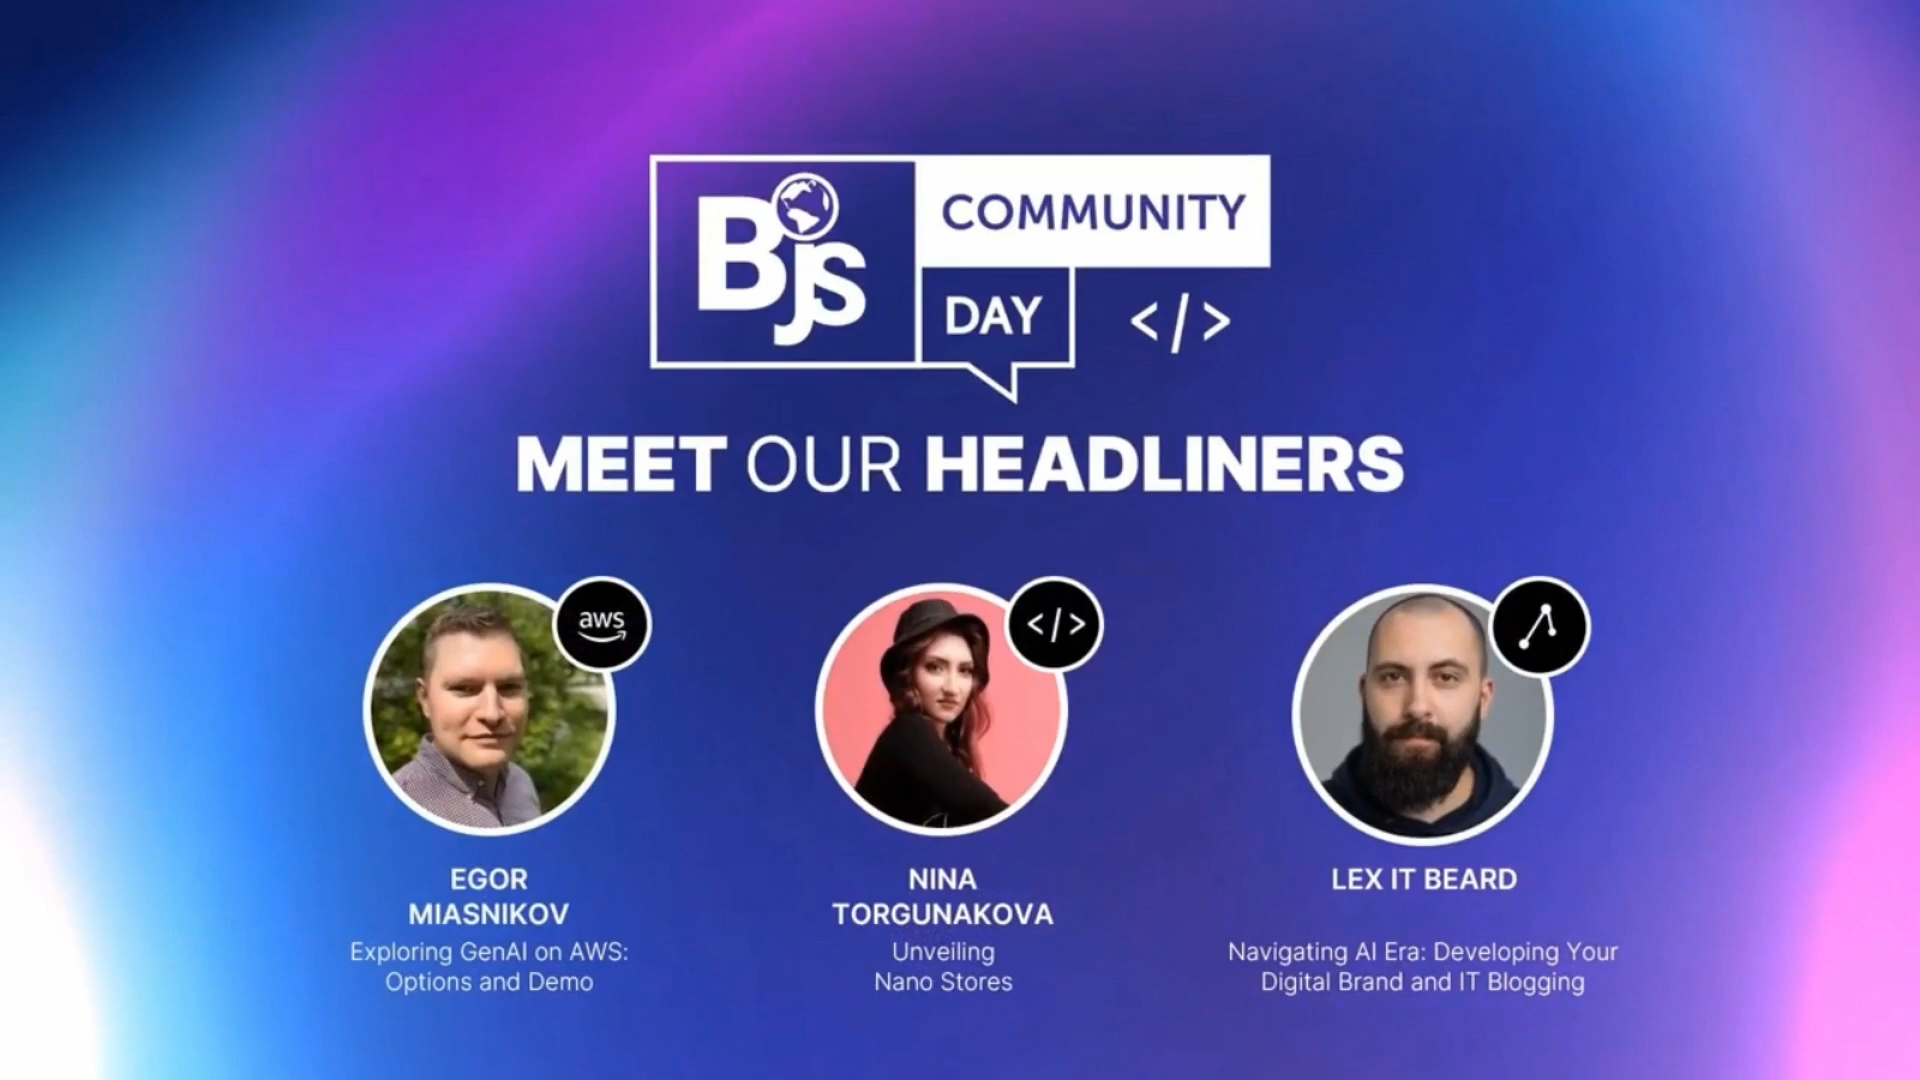 BJS
COMMUNITY
DAY
</>
MEET OUR HEADLINERS
aws
</>
EGOR
MIASNIKOV
Exploring GenAI on AWS:
Options and Demo
NINA
TORGUNAKOVA
Unveiling
Nano Stores
LEX IT BEARD
Navigating AI Era: Developing Your
Digital Brand and IT Blogging